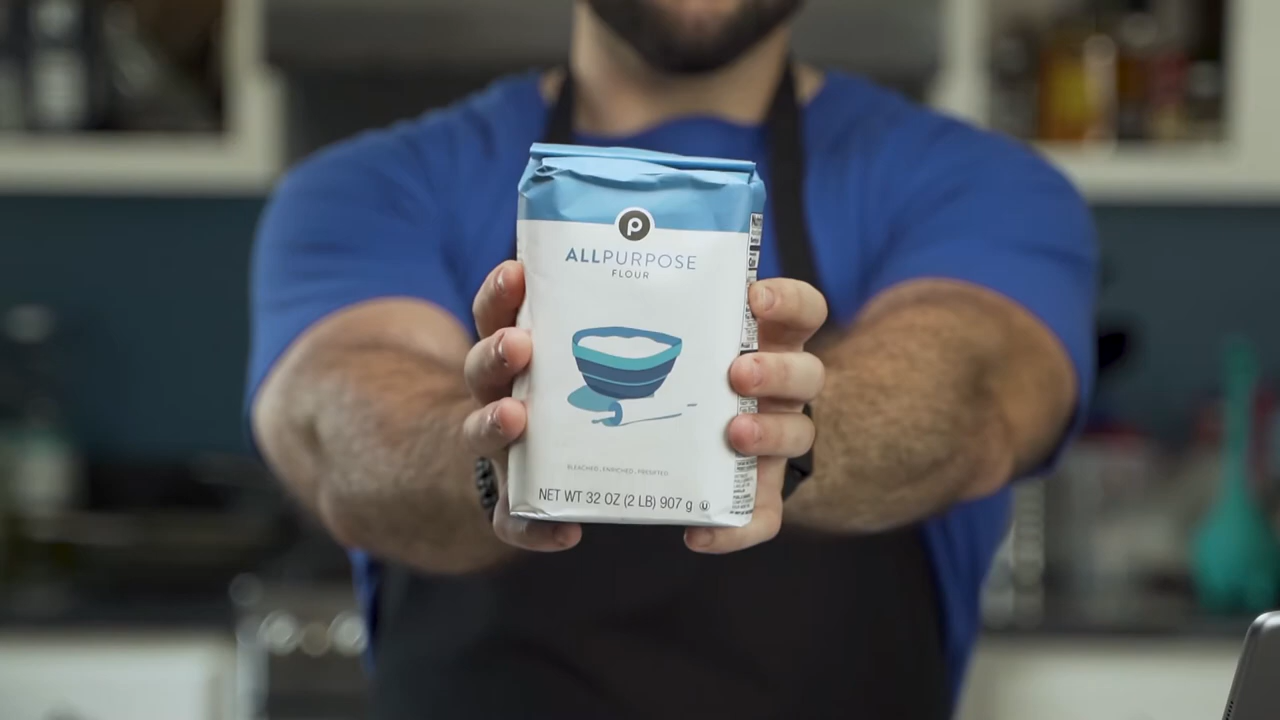 p
ALLPURPOSE
FLOUR
BLEACHED . ENRICHED . PRESIFTED
NET WT 32 OZ (2 LB) 907 g U